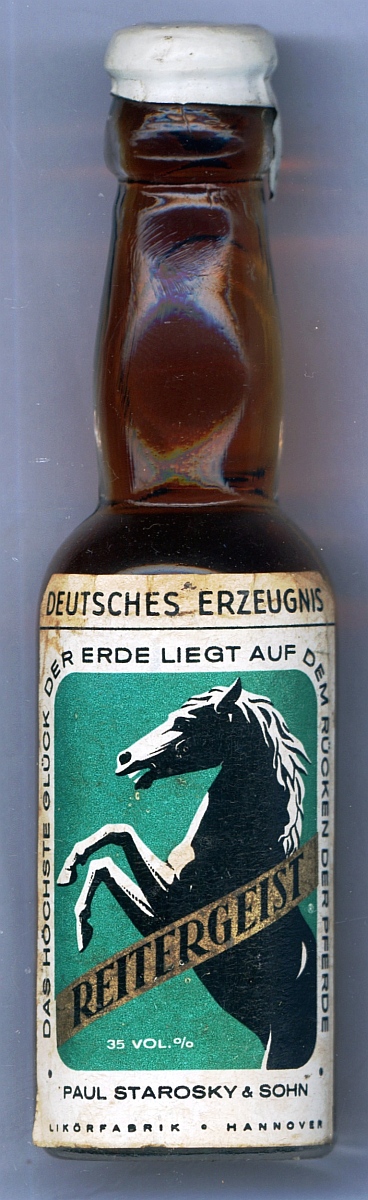 DEUTSCHES ERZEUGNIS
DAS HÖCHSTE GLÜCK DER ERDE LIEGT AUF DEM RÜCKEN DER PFERDE
REITERGEIST
35 VOL.%
PAUL STAROSKY & SOHN
LIKÖRFABRIK • HANNOVER